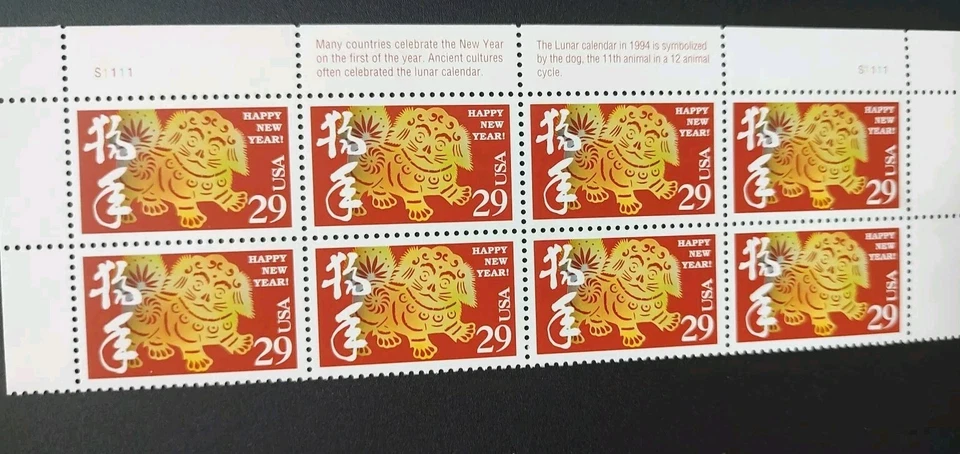 S1111
Many countries celebrate the New Year
on the first of the year. Ancient cultures
often celebrated the lunar calendar.
The Lunar calendar in 1994 is symbolized
by the dog, the 11th animal in a 12 animal
cycle.
S1111
狗年
HAPPY
NEW
YEAR!
USA
29
狗年
HAPPY
NEW
YEAR!
USA
29
狗年
HAPPY
NEW
YEAR!
USA
29
狗年
HAPPY
NEW
YEAR!
USA
29
狗年
HAPPY
NEW
YEAR!
USA
29
狗年
HAPPY
NEW
YEAR!
USA
29
狗年
HAPPY
NEW
YEAR!
USA
29
狗年
HAPPY
NEW
YEAR!
USA
29